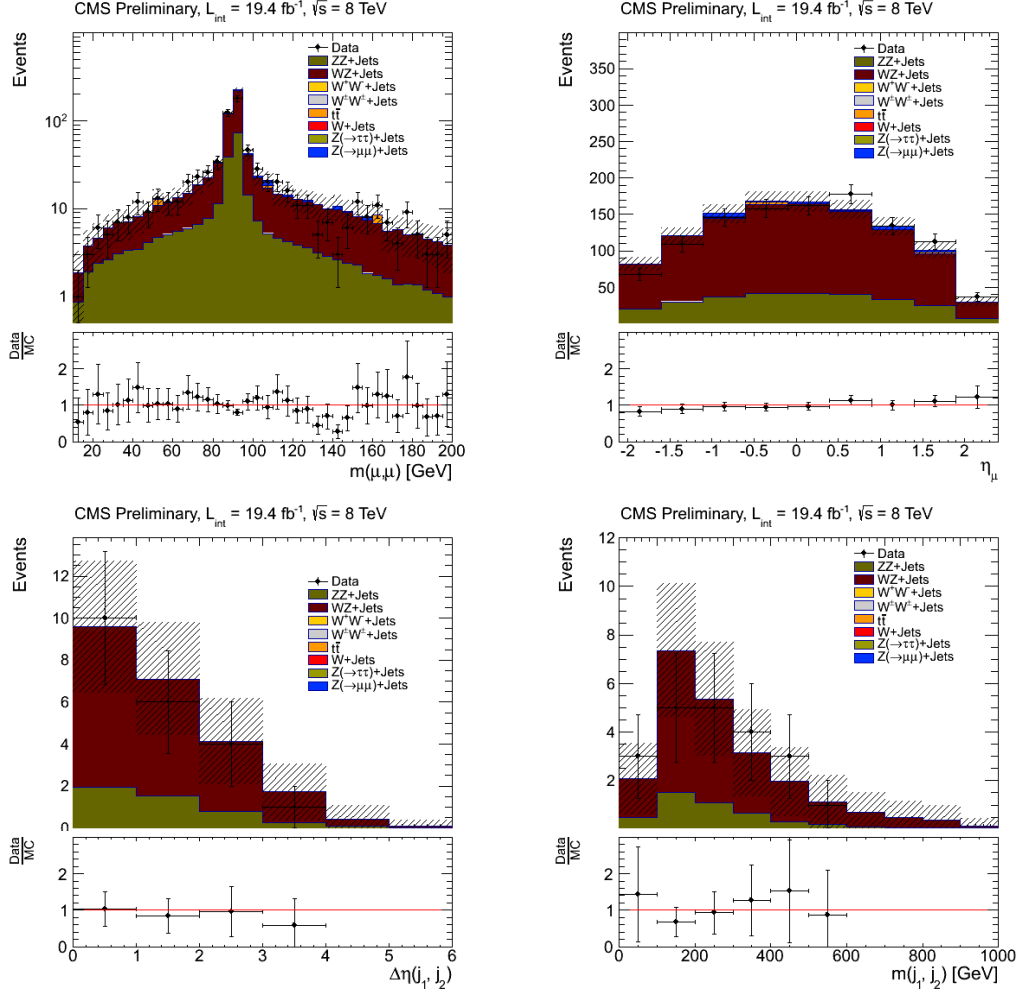 CMS Preliminary, L_int = 19.4 fb⁻¹, √s = 8 TeV
Events
Data
ZZ+Jets
WZ+Jets
W⁺W⁻+Jets
W±W±+Jets
tt̄
W+Jets
Z(→ττ)+Jets
Z(→μμ)+Jets
10²
10
1
Data
MC
2
1
0
20 40 60 80 100 120 140 160 180 200
m(μ,μ) [GeV]
CMS Preliminary, L_int = 19.4 fb⁻¹, √s = 8 TeV
Events
Data
ZZ+Jets
WZ+Jets
W⁺W⁻+Jets
W±W±+Jets
tt̄
W+Jets
Z(→ττ)+Jets
Z(→μμ)+Jets
350
300
250
200
150
100
50
Data
MC
2
1
0
-2 -1.5 -1 -0.5 0 0.5 1 1.5 2
η_μ
CMS Preliminary, L_int = 19.4 fb⁻¹, √s = 8 TeV
Events
Data
ZZ+Jets
WZ+Jets
W⁺W⁻+Jets
W±W±+Jets
tt̄
W+Jets
Z(→ττ)+Jets
Z(→μμ)+Jets
12
10
8
6
4
2
0
Data
MC
2
1
0
0 1 2 3 4 5 6
Δη(j₁, j₂)
CMS Preliminary, L_int = 19.4 fb⁻¹, √s = 8 TeV
Events
Data
ZZ+Jets
WZ+Jets
W⁺W⁻+Jets
W±W±+Jets
tt̄
W+Jets
Z(→ττ)+Jets
Z(→μμ)+Jets
12
10
8
6
4
2
Data
MC
2
1
0
0 200 400 600 800 1000
m(j₁, j₂) [GeV]